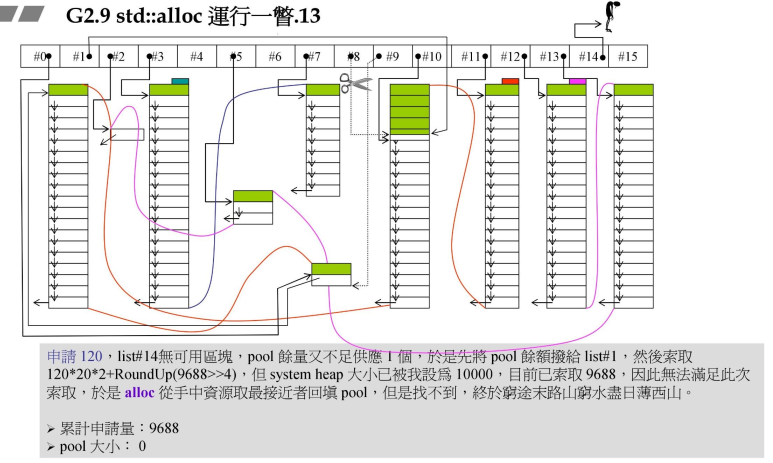 G2.9 std::alloc 運行一瞥.13
#0 #1 #2 #3 #4 #5 #6 #7 #8 #9 #10 #11 #12 #13 #14 #15
申請 120，list#14無可用區塊，pool 餘量又不足供應 1 個，於是先將 pool 餘額撥給 list#1，然後索取
120*20*2+RoundUp(9688>>4)，但 system heap 大小已被我設爲 10000，目前已索取 9688，因此無法滿足此次
索取，於是 alloc 從手中資源取最接近者回填 pool，但是找不到，終於窮途末路山窮水盡日薄西山。
➢ 累計申請量：9688
➢ pool 大小： 0